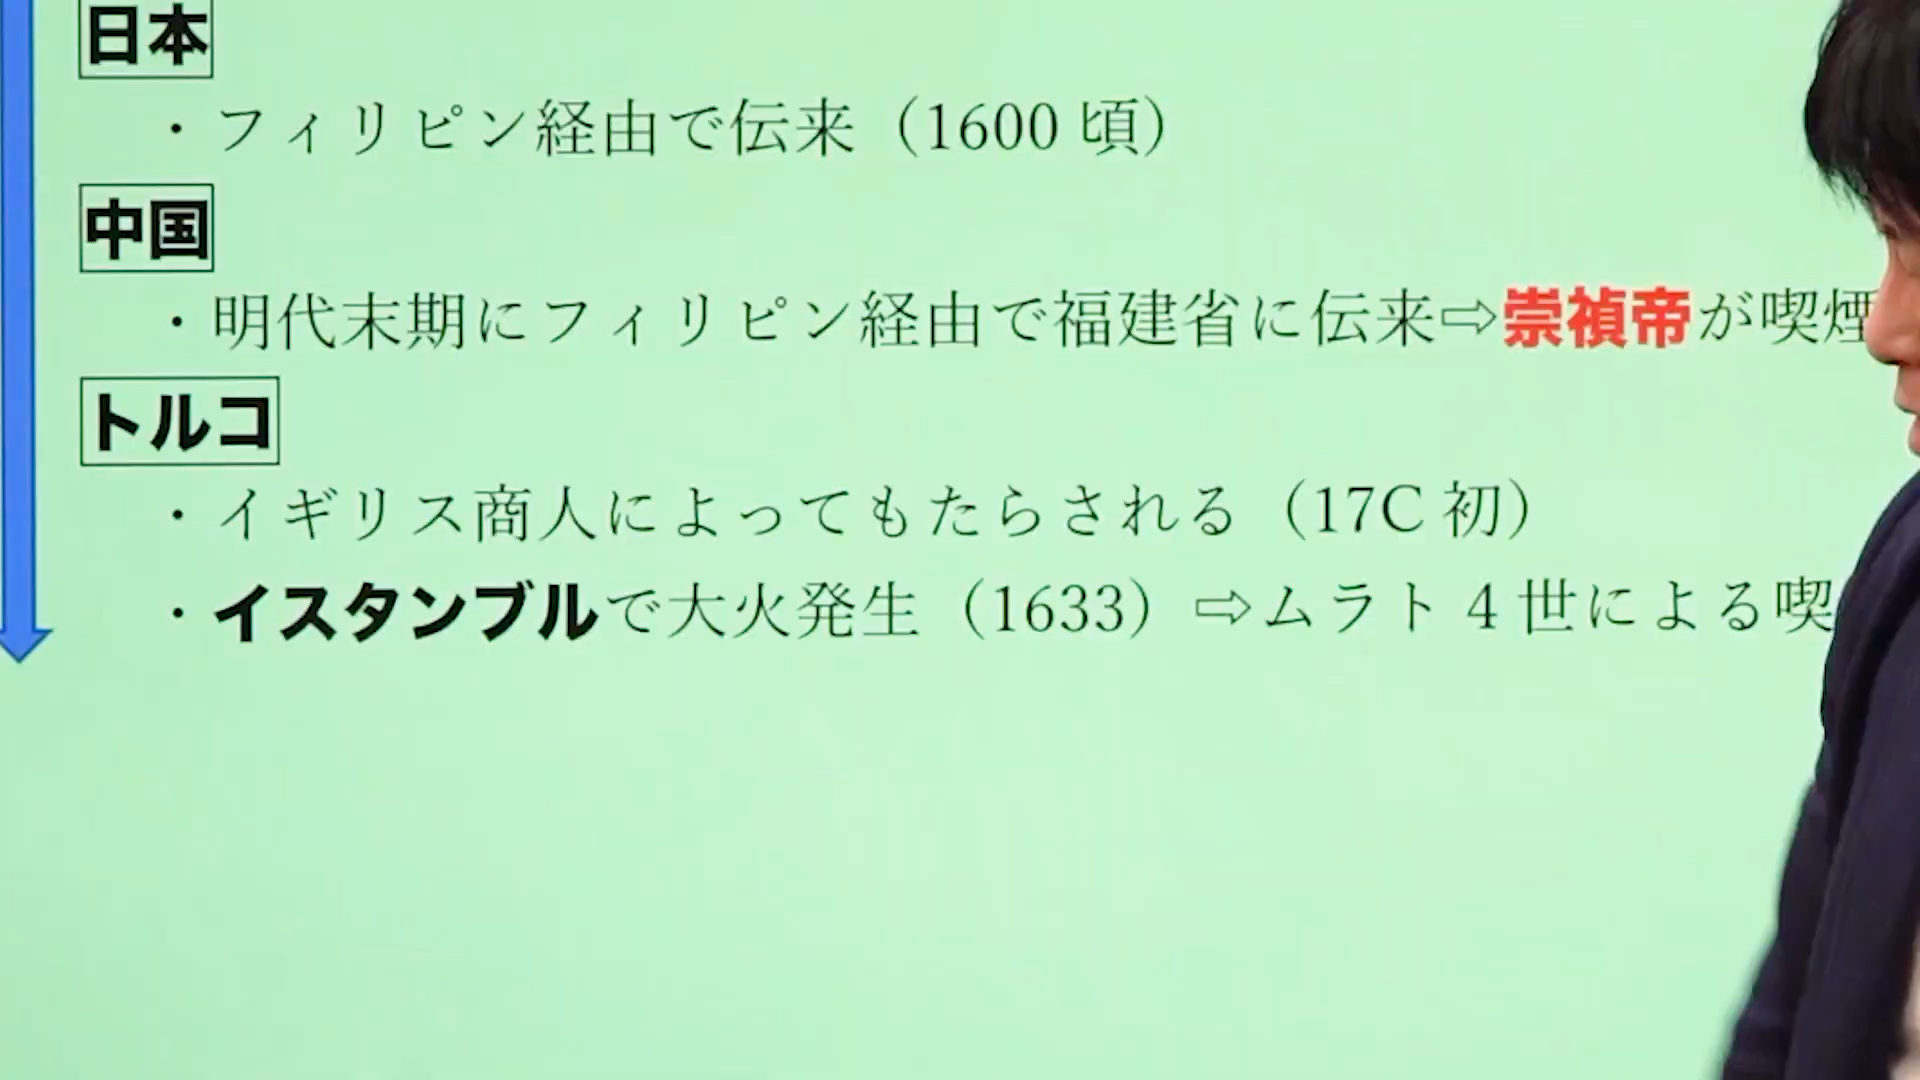 日本
・フィリピン経由で伝来（1600 頃）
中国
・明代末期にフィリピン経由で福建省に伝来⇨崇禎帝が喫煙
トルコ
・イギリス商人によってもたらされる（17C 初）
・イスタンブルで大火発生（1633）⇨ムラト 4 世による喫